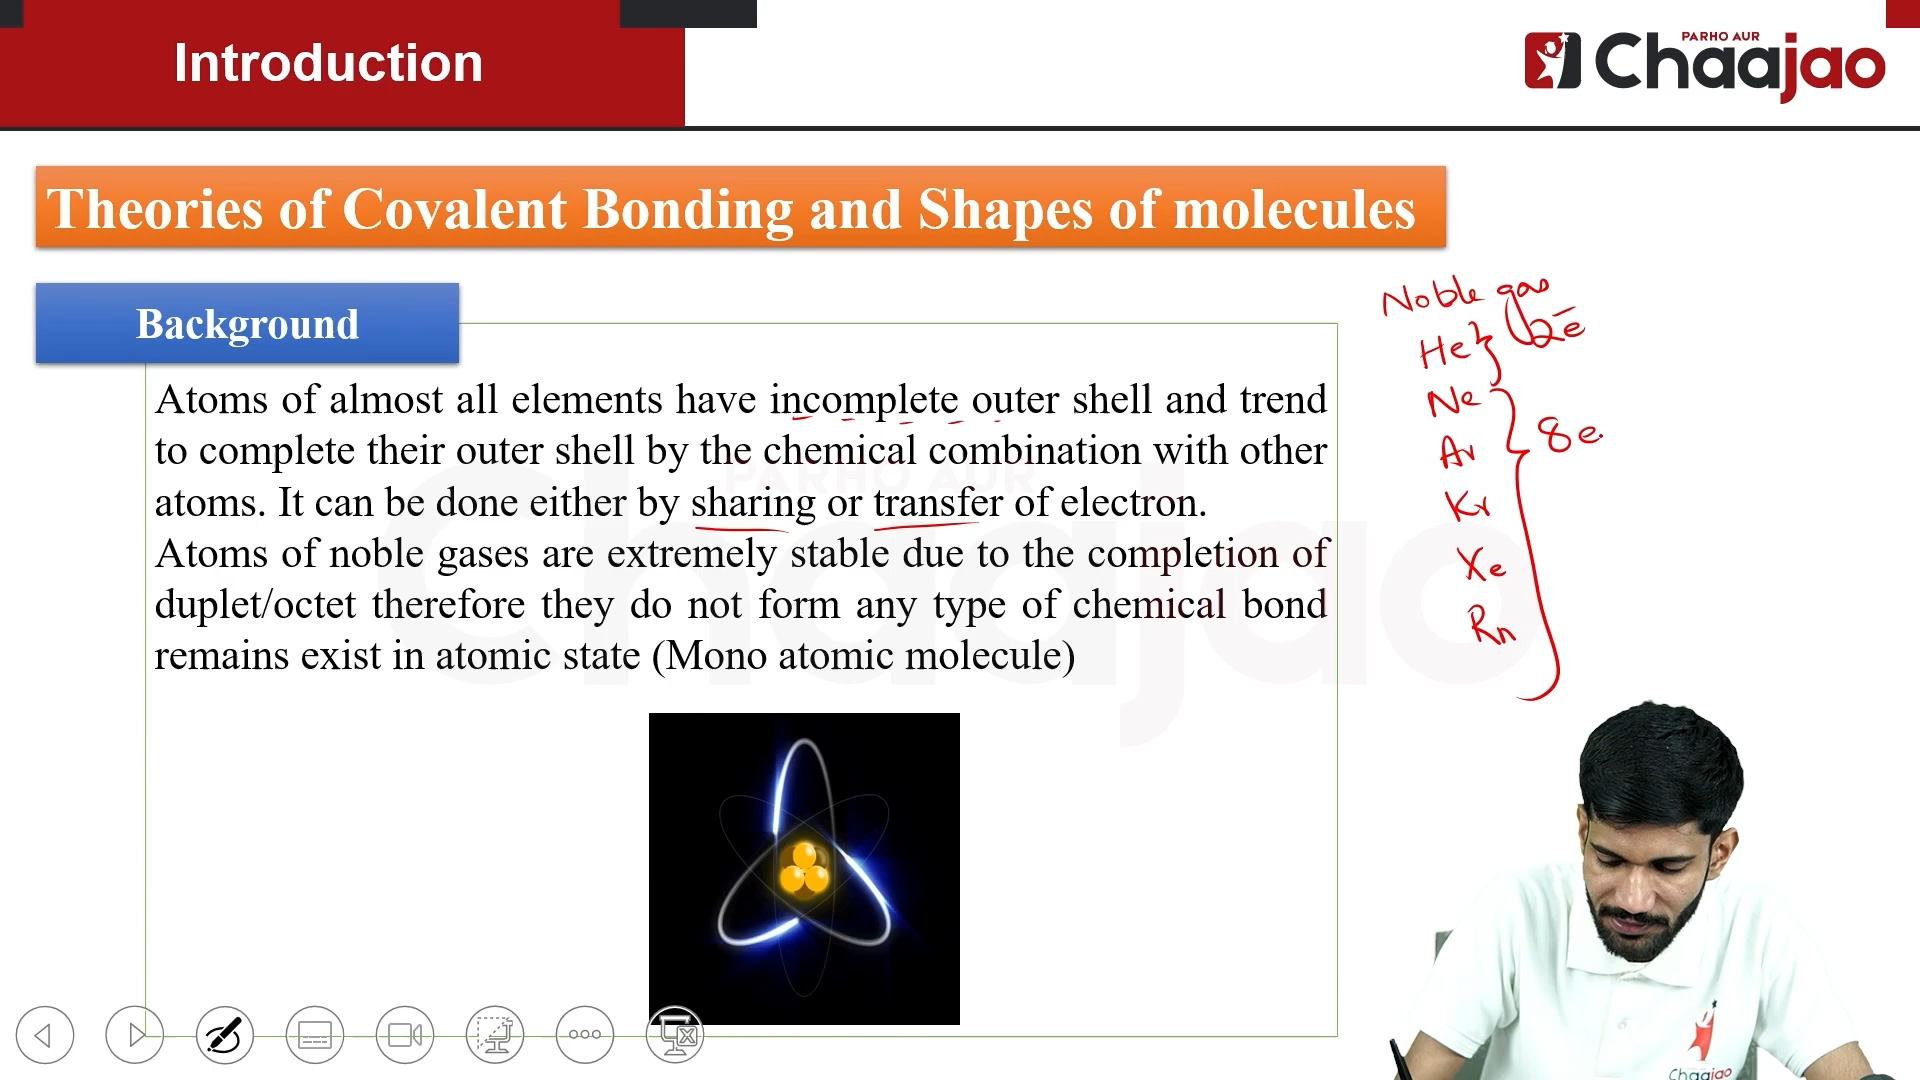 Introduction
PARHO AUR
Chaajao
Theories of Covalent Bonding and Shapes of molecules
Background
Atoms of almost all elements have incomplete outer shell and trend
to complete their outer shell by the chemical combination with other
atoms. It can be done either by sharing or transfer of electron.
Atoms of noble gases are extremely stable due to the completion of
duplet/octet therefore they do not form any type of chemical bond
remains exist in atomic state (Mono atomic molecule)
Noble gas
He 2e-
Ne
Ar 8e
Kr
Xe
Rn
PARHO AUR
Chaajao
Chaajao